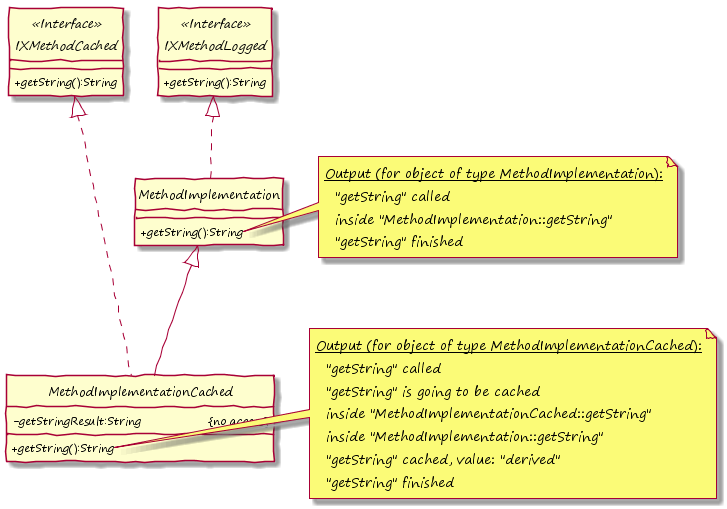 «Interface»
IXMethodCached
+getString():String
«Interface»
IXMethodLogged
+getString():String
MethodImplementation
+getString():String
Output (for object of type MethodImplementation):
"getString" called
inside "MethodImplementation::getString"
"getString" finished
MethodImplementationCached
-getStringResult:String {no
+getString():String
Output (for object of type MethodImplementationCached):
"getString" called
"getString" is going to be cached
inside "MethodImplementationCached::getString"
inside "MethodImplementation::getString"
"getString" cached, value: "derived"
"getString" finished